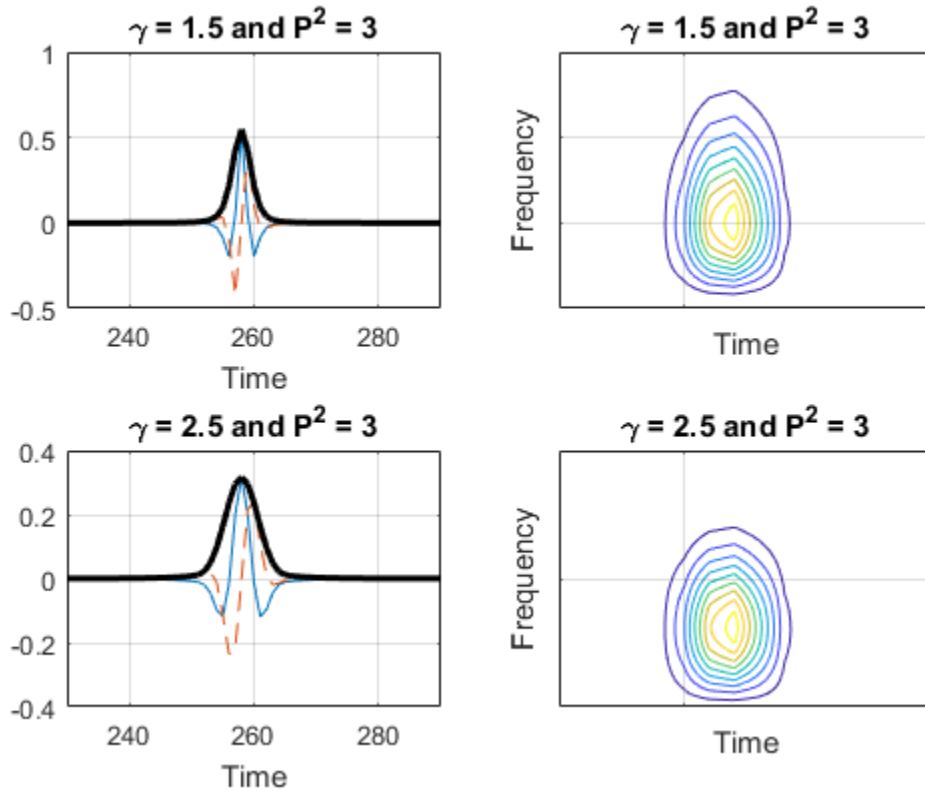 γ = 1.5 and P² = 3
1
0.5
0
-0.5
240 260 280
Time
γ = 1.5 and P² = 3
Frequency
Time
γ = 2.5 and P² = 3
0.4
0.2
0
-0.2
-0.4
240 260 280
Time
γ = 2.5 and P² = 3
Frequency
Time